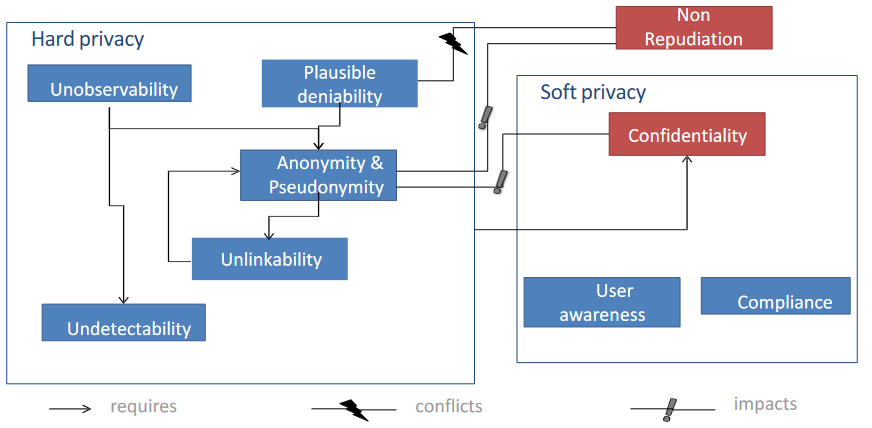 Non
Repudiation
Hard privacy
Unobservability
Plausible
deniability
Soft privacy
Confidentiality
Anonymity &
Pseudonymity
Unlinkability
Undetectability
User
awareness
Compliance
requires
conflicts
impacts